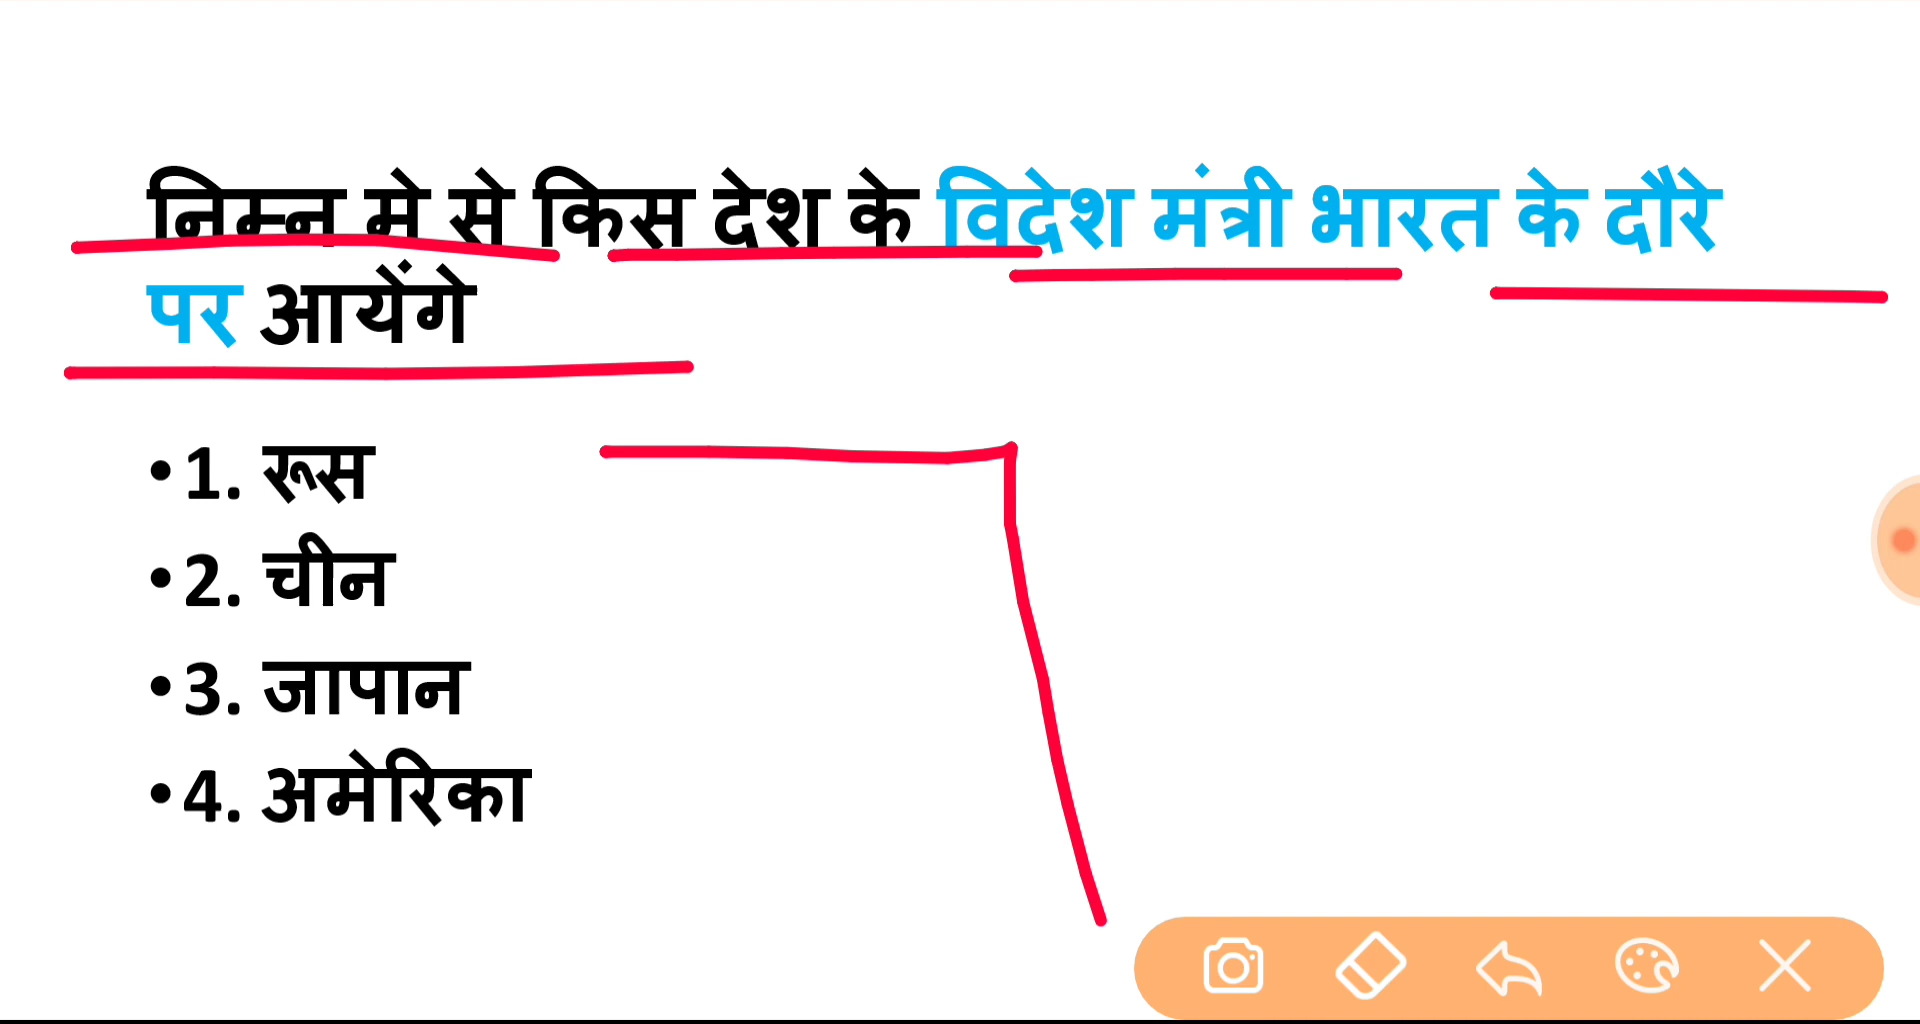 निम्न मे से किस देश के विदेश मंत्री भारत के दौरे
पर आयेंगे
• 1. रूस
• 2. चीन
• 3. जापान
• 4. अमेरिका